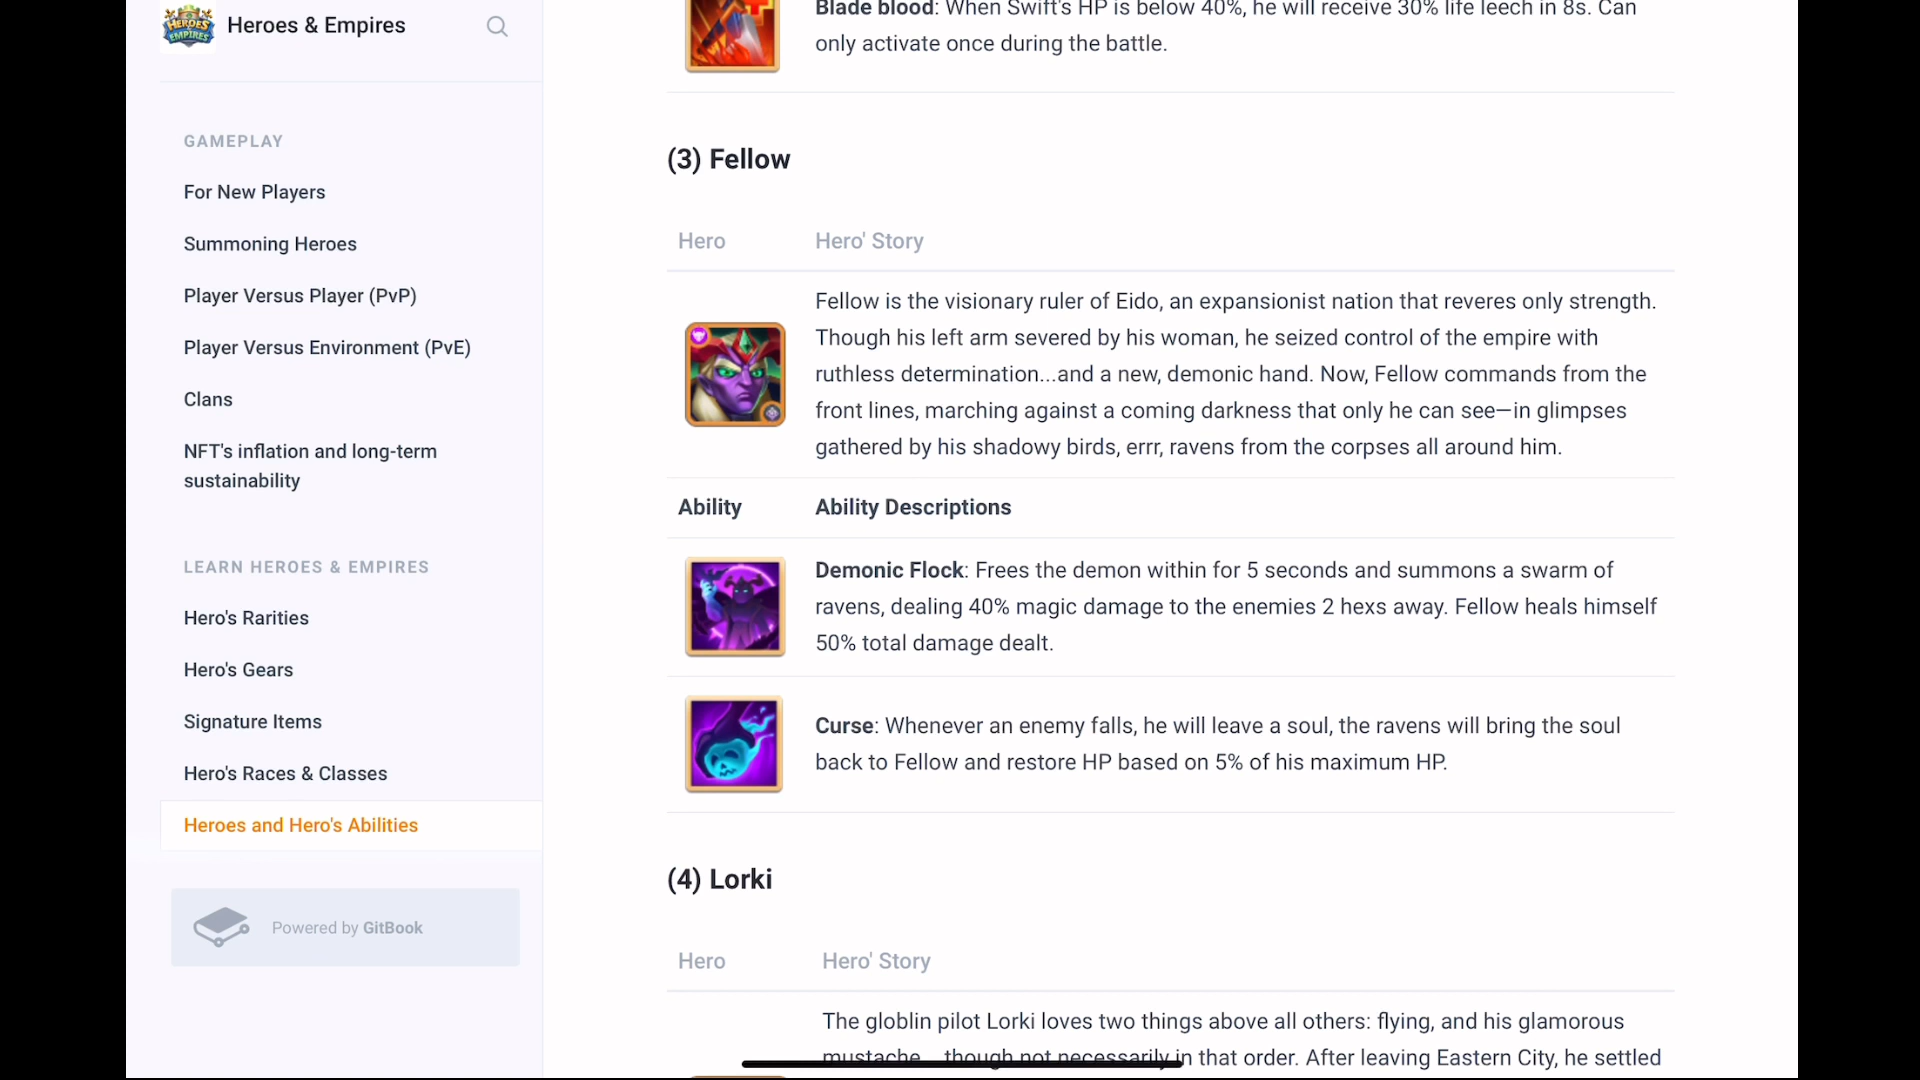 HEROES
EMPIRES
Heroes & Empires
GAMEPLAY
For New Players
Summoning Heroes
Player Versus Player (PvP)
Player Versus Environment (PvE)
Clans
NFT's inflation and long-term
sustainability
LEARN HEROES & EMPIRES
Hero's Rarities
Hero's Gears
Signature Items
Hero's Races & Classes
Heroes and Hero's Abilities
Powered by GitBook
Blade blood: When Swift's HP is below 40%, he will receive 30% life leech in 8s. Can
only activate once during the battle.
(3) Fellow
Hero Hero' Story
Fellow is the visionary ruler of Eido, an expansionist nation that reveres only strength.
Though his left arm severed by his woman, he seized control of the empire with
ruthless determination...and a new, demonic hand. Now, Fellow commands from the
front lines, marching against a coming darkness that only he can see—in glimpses
gathered by his shadowy birds, errr, ravens from the corpses all around him.
Ability Ability Descriptions
Demonic Flock: Frees the demon within for 5 seconds and summons a swarm of
ravens, dealing 40% magic damage to the enemies 2 hexs away. Fellow heals himself
50% total damage dealt.
Curse: Whenever an enemy falls, he will leave a soul, the ravens will bring the soul
back to Fellow and restore HP based on 5% of his maximum HP.
(4) Lorki
Hero Hero' Story
The globlin pilot Lorki loves two things above all others: flying, and his glamorous
mustache... though not necessarily in that order. After leaving Eastern City, he settled